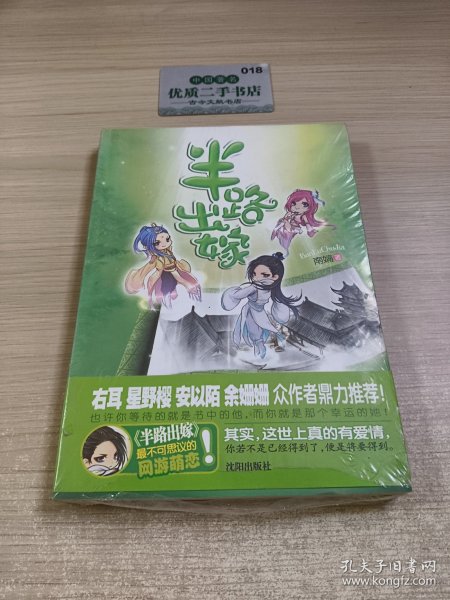 018
中国著名
优质二手书店
古今文献书店
半路出嫁
BanLuChuJia
著
右耳 星野樱 安以陌 余姗姗 众作者鼎力推荐!
也许你等待的就是书中的他,而你就是那个幸运的她!
《半路出嫁》
最不可思议的
网游萌恋!
其实,这世上真的有爱情,
你若不是已经得到了,便是将要得到。
沈阳出版社
孔夫子旧书网
www.kongfz.com